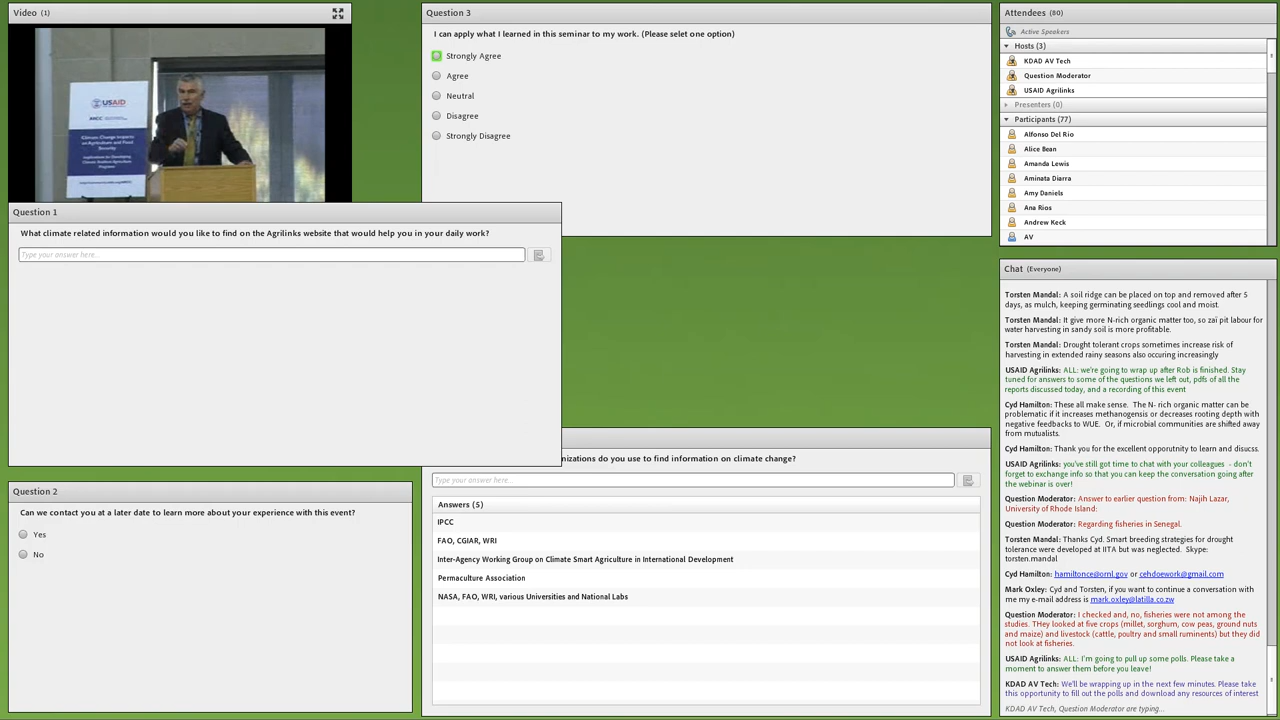 Video (1)
USAID
Climate Change Impacts
on Agriculture and Food
Security
Question 1
What climate related information would you like to find on the Agrilinks website that would help you in your daily work?
Type your answer here...
Question 2
Can we contact you at a later date to learn more about your experience with this event?
Yes
No
Question 3
I can apply what I learned in this seminar to my work. (Please selet one option)
Strongly Agree
Agree
Neutral
Disagree
Strongly Disagree
nizations do you use to find information on climate change?
Type your answer here...
Answers (5)
IPCC
FAO, CGIAR, WRI
Inter-Agency Working Group on Climate Smart Agriculture in International Development
Permaculture Association
NASA, FAO, WRI, various Universities and National Labs
Attendees (80)
Active Speakers
Hosts (3)
KDAD AV Tech
Question Moderator
USAID Agrilinks
Presenters (0)
Participants (77)
Alfonso Del Rio
Alice Bean
Amanda Lewis
Aminata Diarra
Amy Daniels
Ana Rios
Andrew Keck
AV
Chat (Everyone)
Torsten Mandal: A soil ridge can be placed on top and removed after 5
days, as mulch, keeping germinating seedlings cool and moist.
Torsten Mandal: It give more N-rich organic matter too, so zaï pit labour for
water harvesting in sandy soil is more profitable.
Torsten Mandal: Drought tolerant crops sometimes increase risk of
harvesting in extended rainy seasons also occuring increasingly
USAID Agrilinks: ALL: we're going to wrap up after Rob is finished. Stay
tuned for answers to some of the questions we left out, pdfs of all the
reports discussed today, and a recording of this event
Cyd Hamilton: These all make sense.  The N- rich organic matter can be
problematic if it increases methanogensis or decreases rooting depth with
negative feedbacks to WUE.  Or, if microbial communities are shifted away
from mutualists.
Cyd Hamilton: Thank you for the excellent opporutnity to learn and disucss.
USAID Agrilinks: you've still got time to chat with your colleagues  - don't
forget to exchange info so that you can keep the conversation going after
the webinar is over!
Question Moderator: Answer to earlier question from: Najih Lazar,
University of Rhode Island:
Question Moderator: Regarding fisheries in Senegal.
Torsten Mandal: Thanks Cyd. Smart breeding strategies for drought
tolerance were developed at IITA but was neglected.  Skype:
torsten.mandal
Cyd Hamilton: hamiltonce@ornl.gov or cehdoework@gmail.com
Mark Oxley: Cyd and Torsten, if you want to continue a conversation with
me my e-mail address is mark.oxley@latilla.co.zw
Question Moderator: I checked and, no, fisheries were not among the
studies. THey looked at five crops (millet, sorghum, cow peas, ground nuts
and maize) and livestock (cattle, poultry and small ruminents) but they did
not look at fisheries.
USAID Agrilinks: ALL: I'm going to pull up some polls. Please take a
moment to answer them before you leave!
KDAD AV Tech: We'll be wrapping up in the next few minutes. Please take
this opportunity to fill out the polls and download any resources of interest
KDAD AV Tech, Question Moderator are typing...